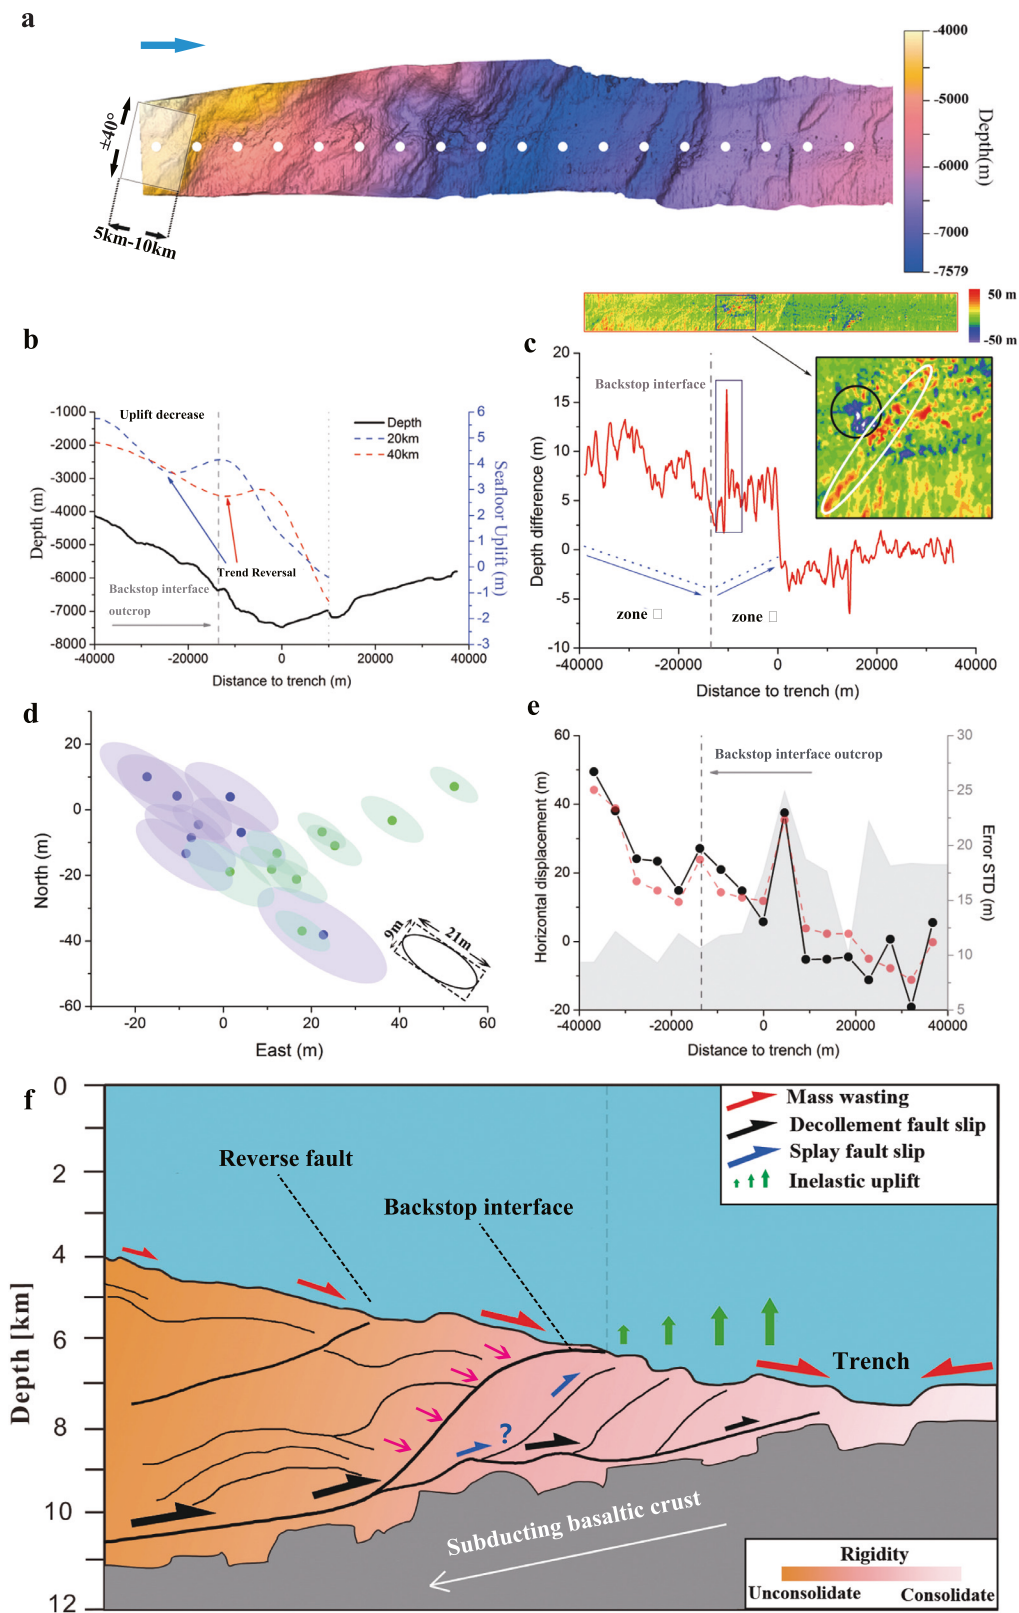 a
±40°
5km-10km
-4000
-5000
-6000
-7000
-7579
Depth(m)
50 m
-50 m
b
-1000
-2000
-3000
-4000
-5000
-6000
-7000
-8000
Depth (m)
Uplift decrease
Depth
20km
40km
Trend Reversal
Backstop interface
outcrop
6
5
4
3
2
1
0
-1
-2
-3
Seafloor Uplift (m)
-40000
-20000
0
20000
40000
Distance to trench (m)
c
20
15
10
5
0
-5
-10
Depth difference (m)
Backstop interface
zone □
zone □
-40000
-20000
0
20000
40000
Distance to trench (m)
d
20
0
-20
-40
-60
North (m)
9m
21m
-20
0
20
40
60
East (m)
e
60
40
20
0
-20
Horizontal displacement (m)
Backstop interface outcrop
30
25
20
15
10
5
Error STD (m)
-40000
-20000
0
20000
40000
Distance to trench (m)
f
0
2
4
6
8
10
12
Depth [km]
Mass wasting
Decollement fault slip
Splay fault slip
Inelastic uplift
Reverse fault
Backstop interface
Trench
?
Subducting basaltic crust
Rigidity
Unconsolidate
Consolidate